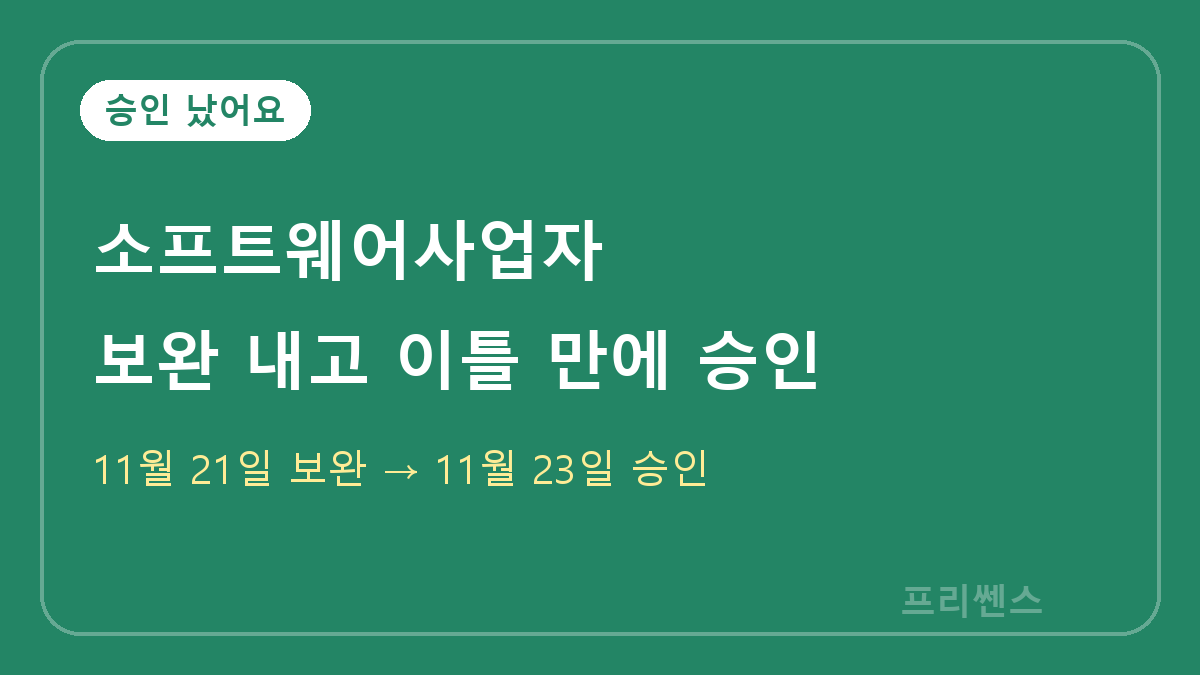 승인 났어요
소프트웨어사업자
보완 내고 이틀 만에 승인
11월 21일 보완 → 11월 23일 승인
프리쎈스